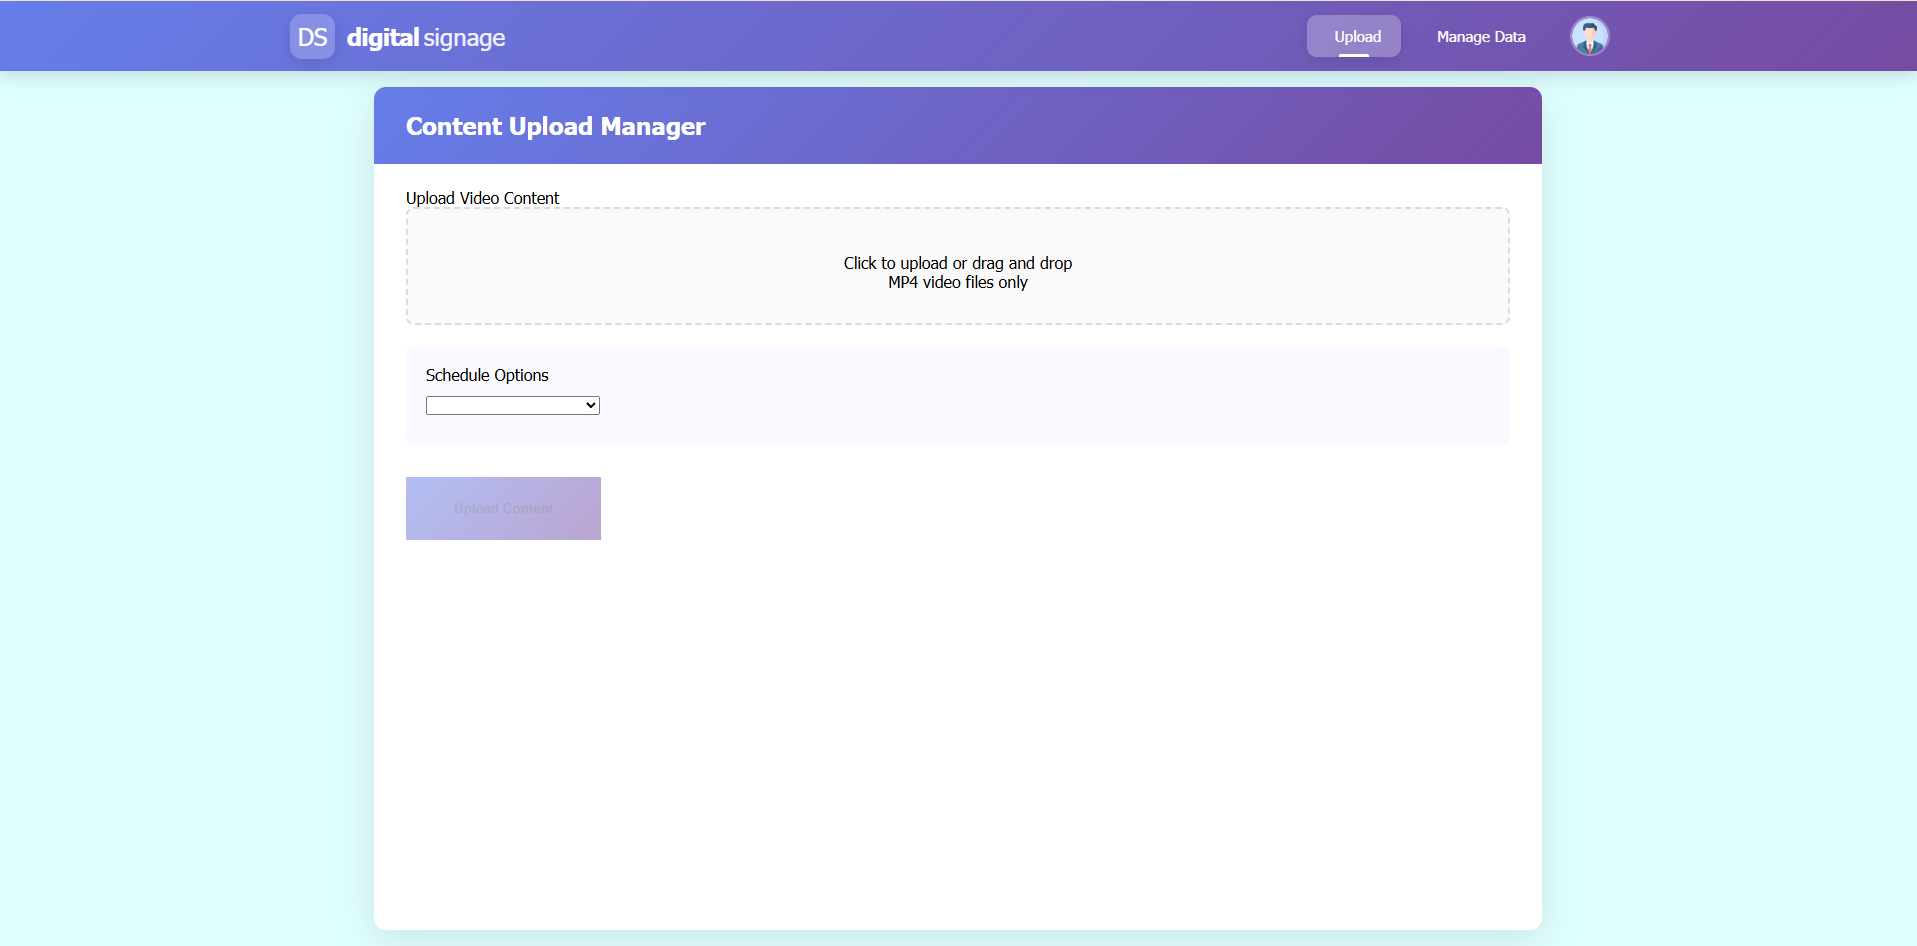 DS digital signage
Upload
Manage Data
Content Upload Manager
Upload Video Content
Click to upload or drag and drop
MP4 video files only
Schedule Options
Upload Content